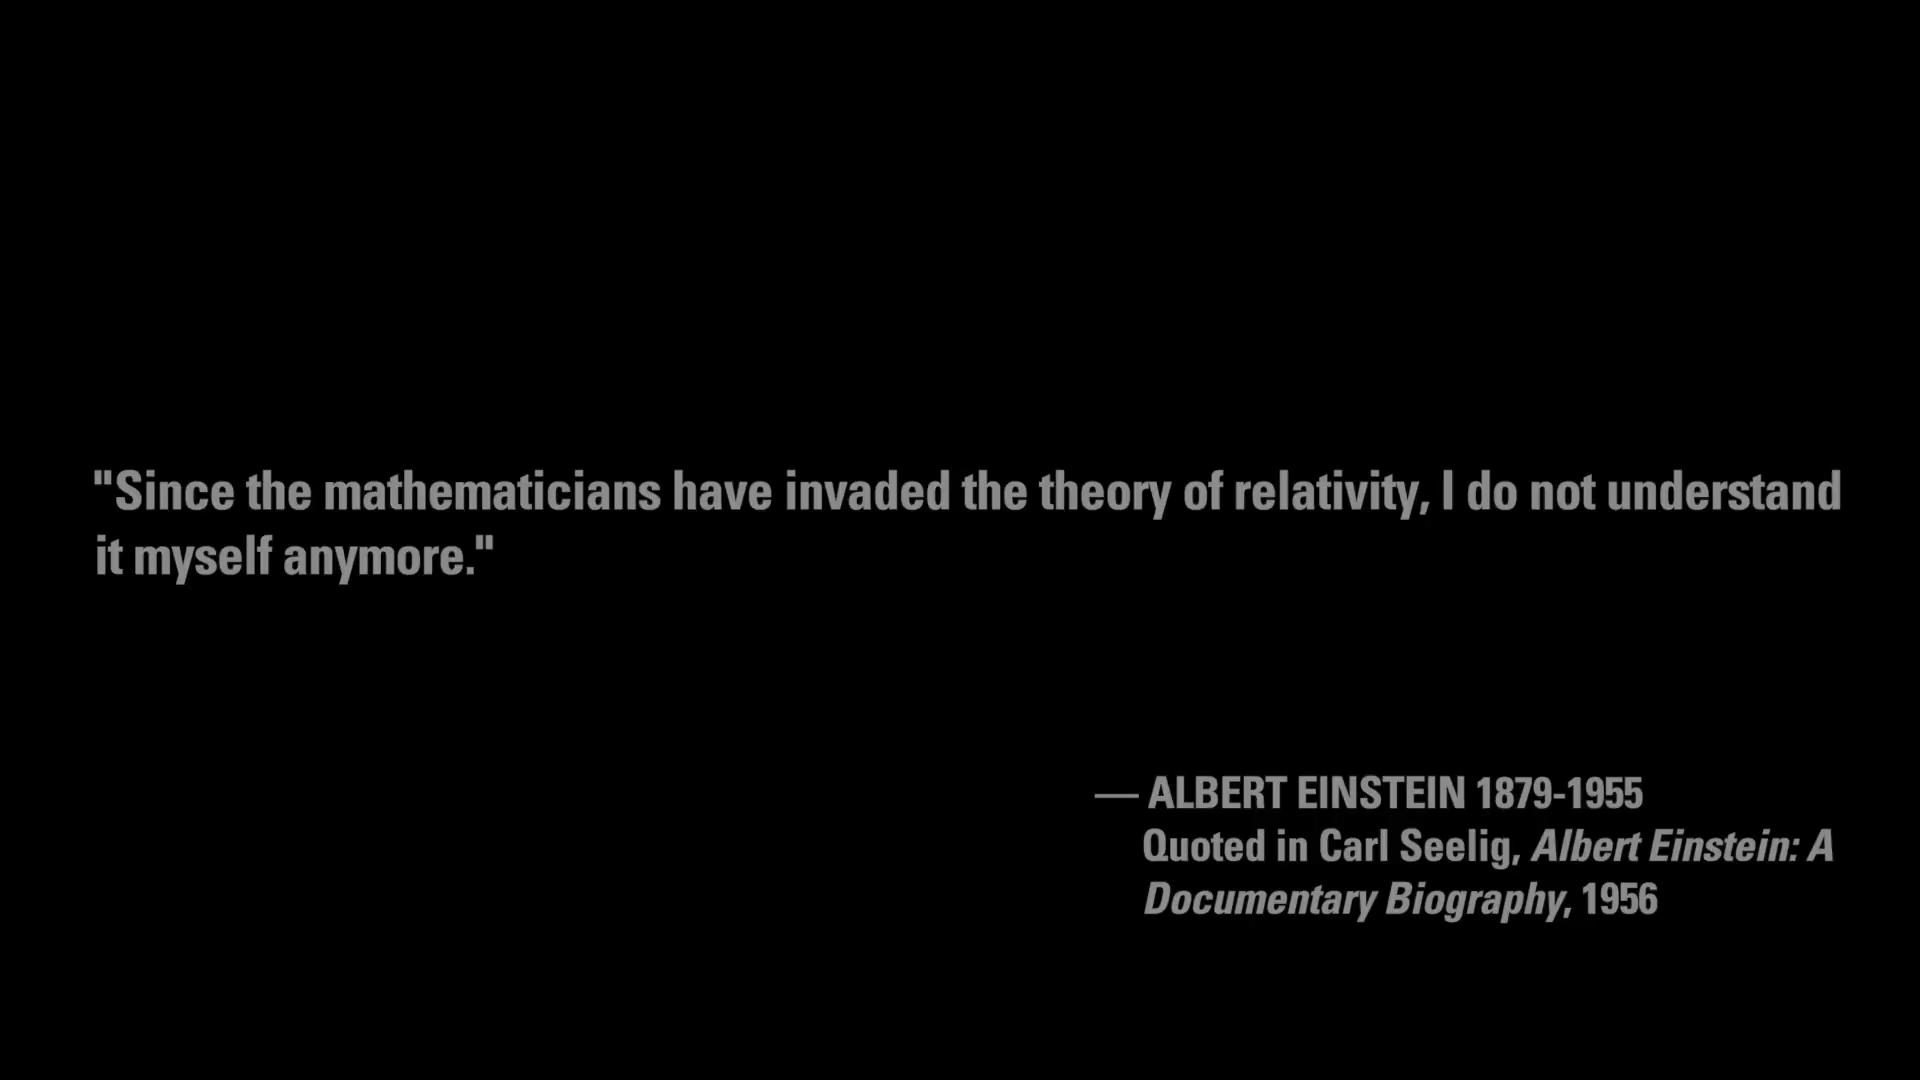 "Since the mathematicians have invaded the theory of relativity, I do not understand
it myself anymore."
— ALBERT EINSTEIN 1879-1955
Quoted in Carl Seelig, Albert Einstein: A
Documentary Biography, 1956